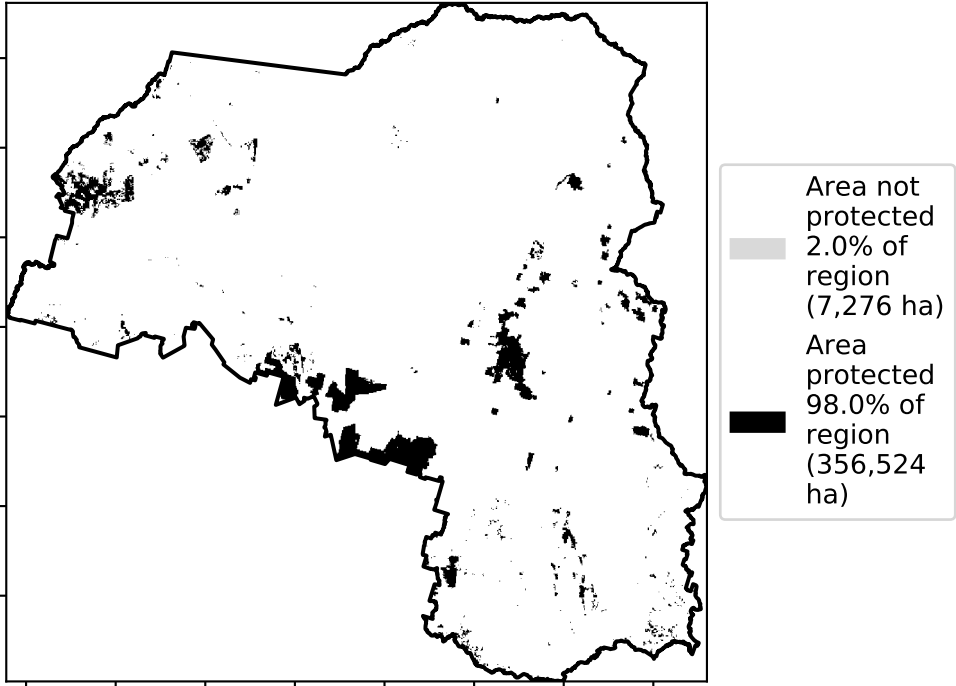 Area not
protected
2.0% of
region
(7,276 ha)
Area
protected
98.0% of
region
(356,524
ha)